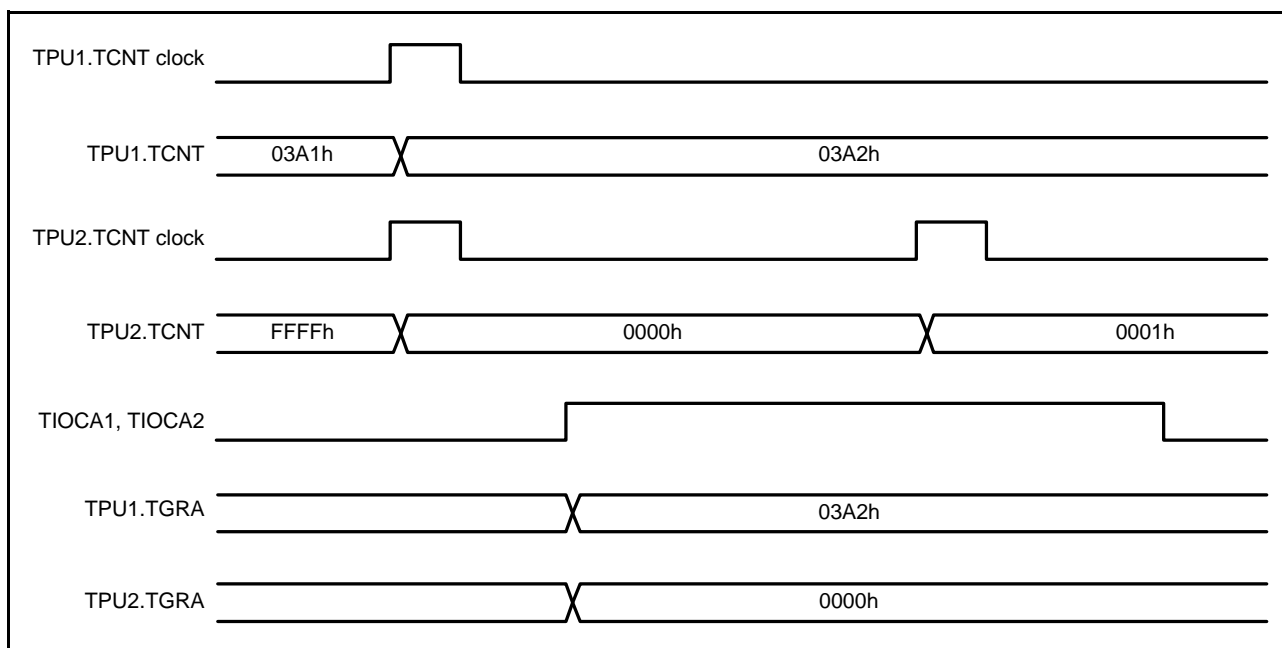 TPU1.TCNT clock
TPU1.TCNT 03A1h 03A2h
TPU2.TCNT clock
TPU2.TCNT FFFFh 0000h 0001h
TIOCA1, TIOCA2
TPU1.TGRA 03A2h
TPU2.TGRA 0000h